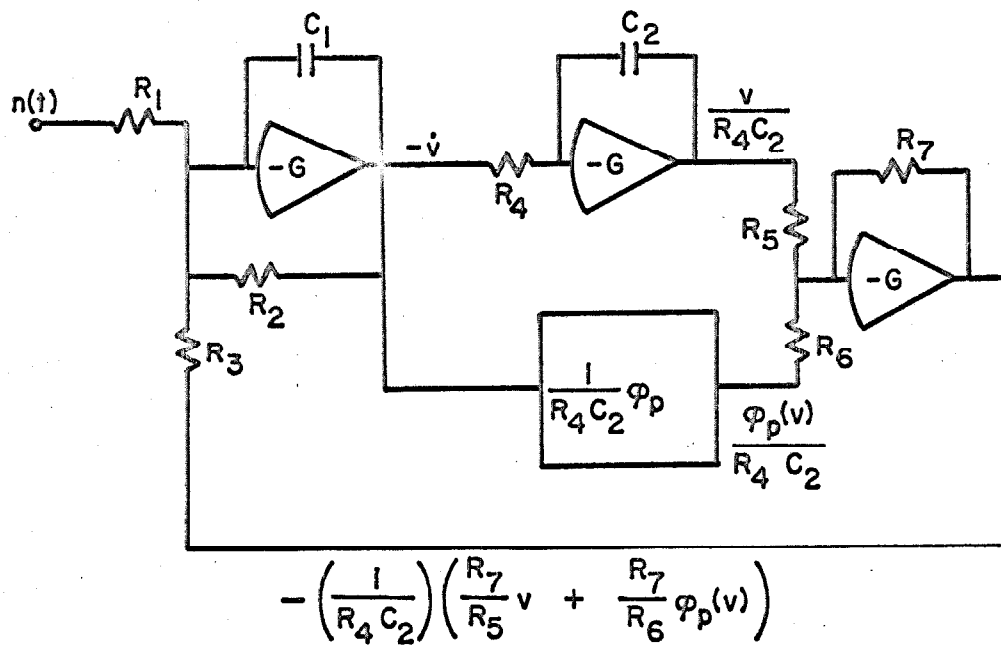 C₁
C₂
n(t)
R₁
-G
-v̇
R₄
-G
v/(R₄C₂)
R₇
R₅
-G
R₂
R₃
R₆
1/(R₄C₂) φₚ
φₚ(v)/(R₄ C₂)
-(1/(R₄C₂))(R₇/R₅ v + R₇/R₆ φₚ(v))